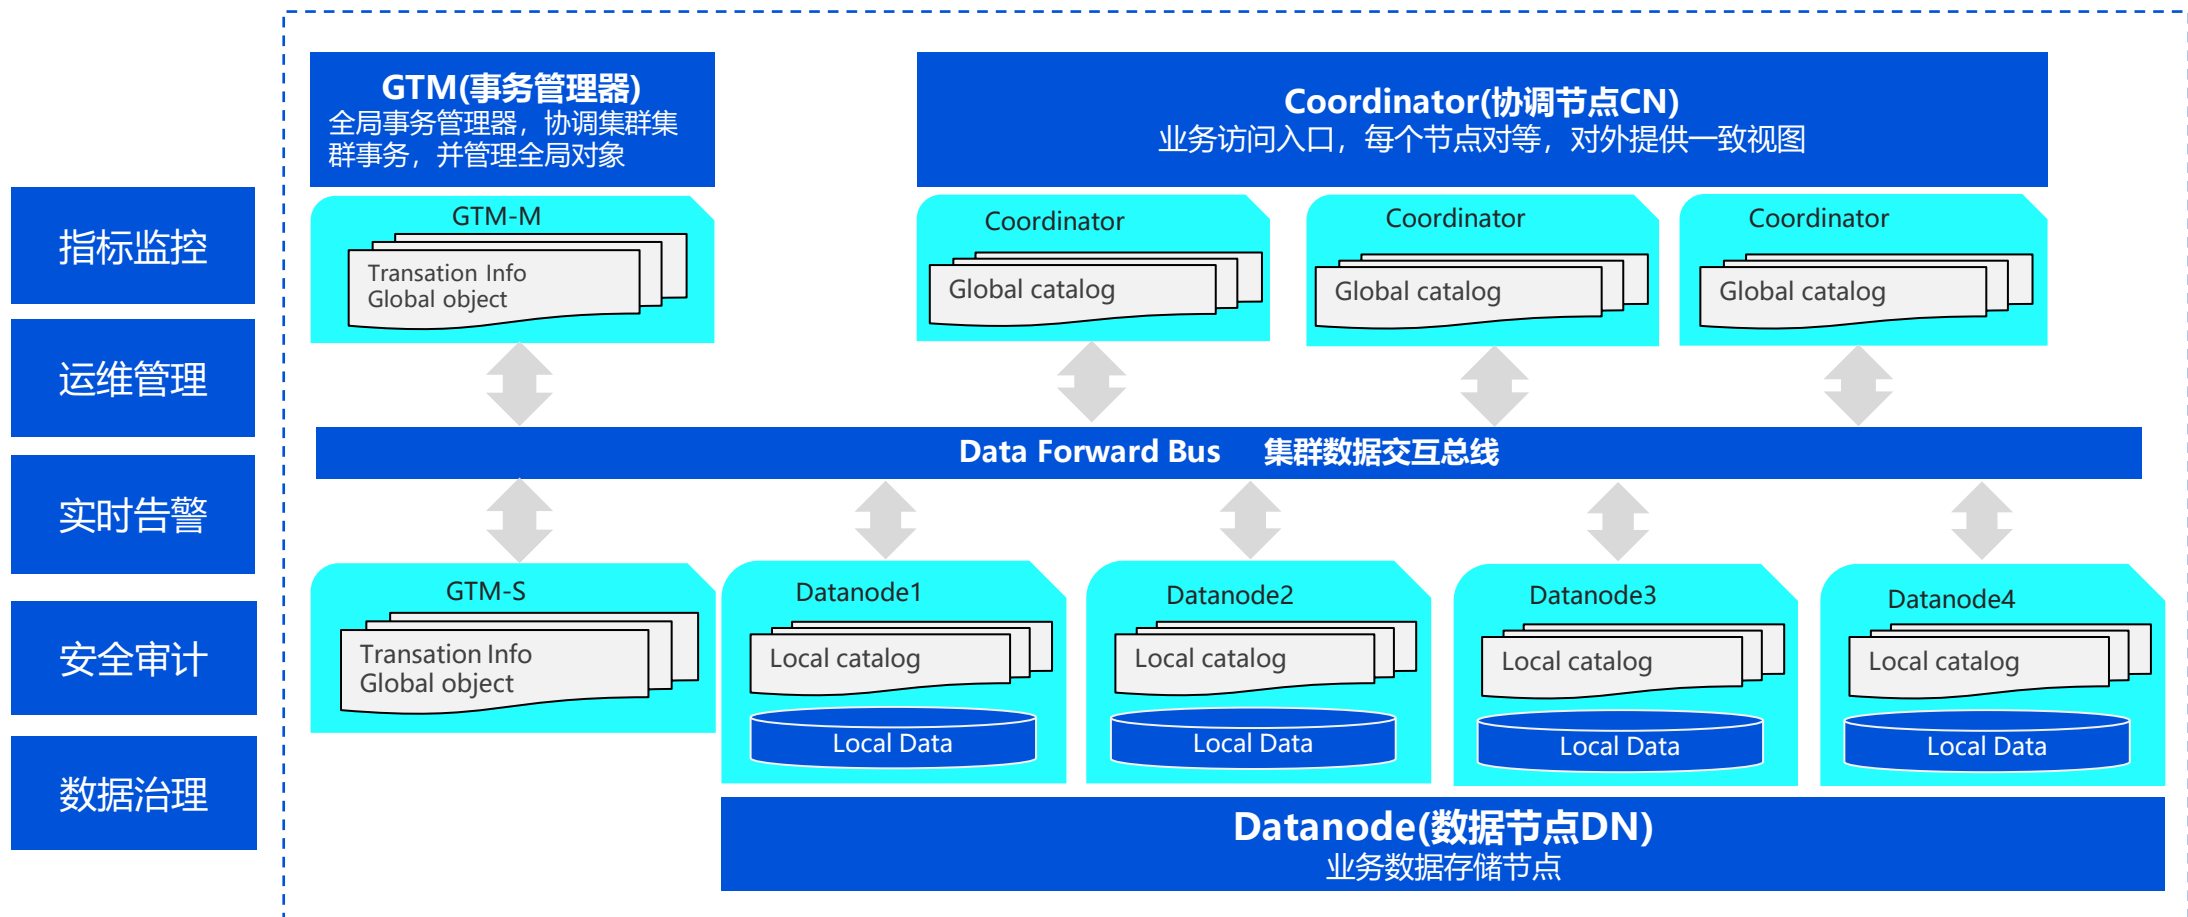 GTM(事务管理器)
全局事务管理器，协调集群集
群事务，并管理全局对象
Coordinator(协调节点CN)
业务访问入口，每个节点对等，对外提供一致视图
指标监控
运维管理
实时告警
安全审计
数据治理
GTM-M
Transation Info
Global object
Coordinator
Global catalog
Coordinator
Global catalog
Coordinator
Global catalog
Data Forward Bus 集群数据交互总线
GTM-S
Transation Info
Global object
Datanode1
Local catalog
Local Data
Datanode2
Local catalog
Local Data
Datanode3
Local catalog
Local Data
Datanode4
Local catalog
Local Data
Datanode(数据节点DN)
业务数据存储节点